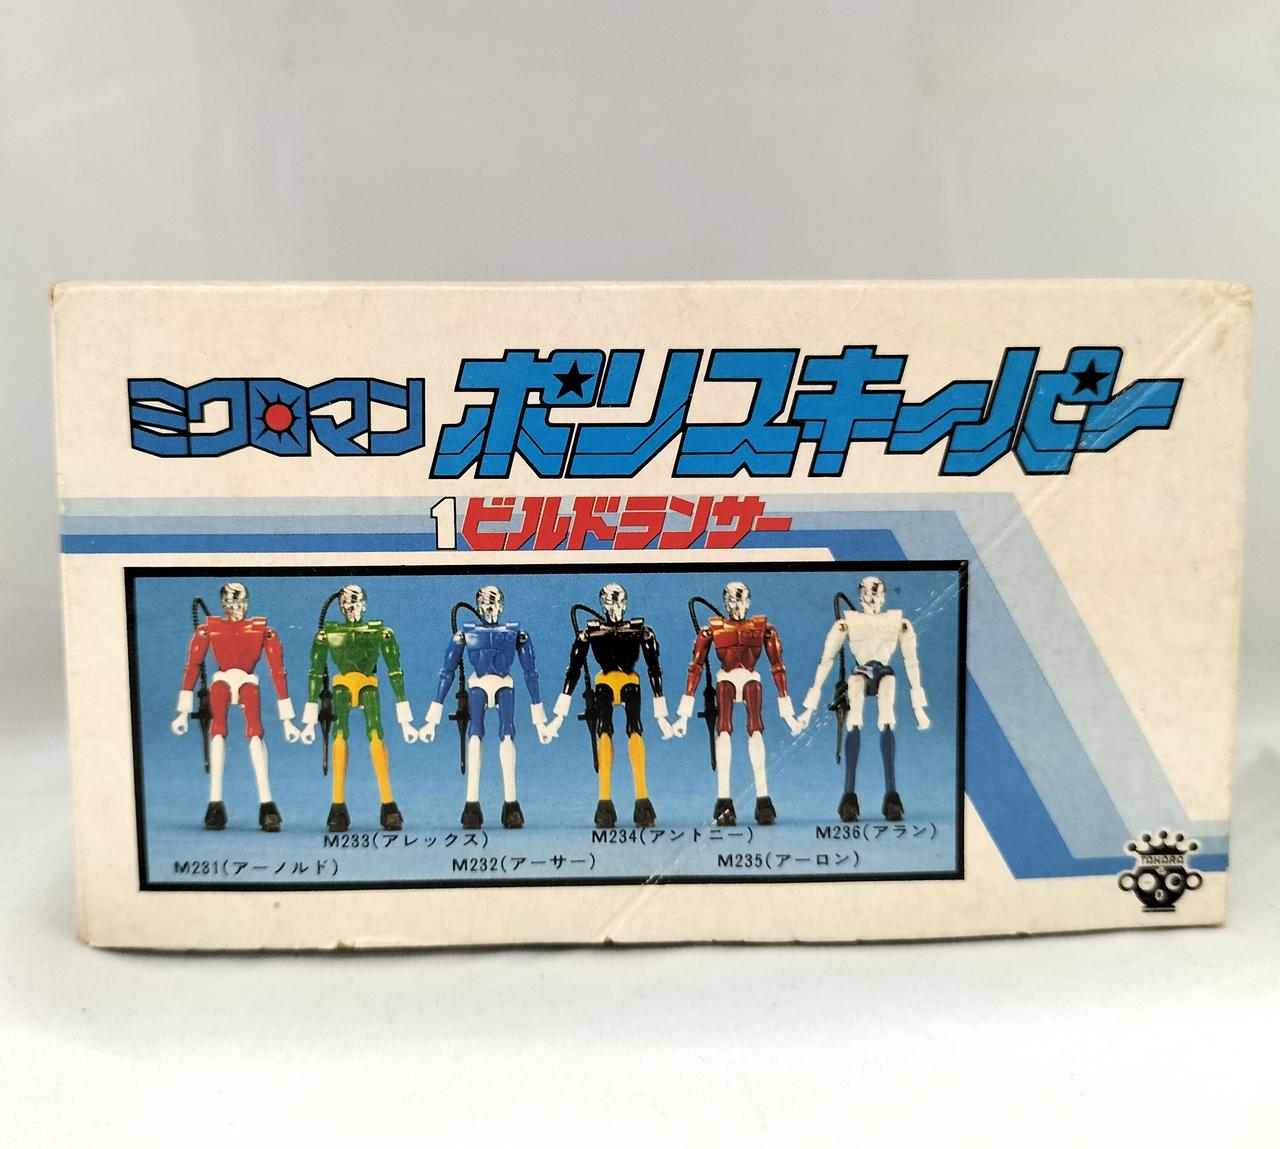 ミクロマン ポリスキーパー
1 ビルドランサー
M233(アレックス) M234(アントニー) M236(アラン)
M231(アーノルド) M232(アーサー) M235(アーロン)
TAKARA